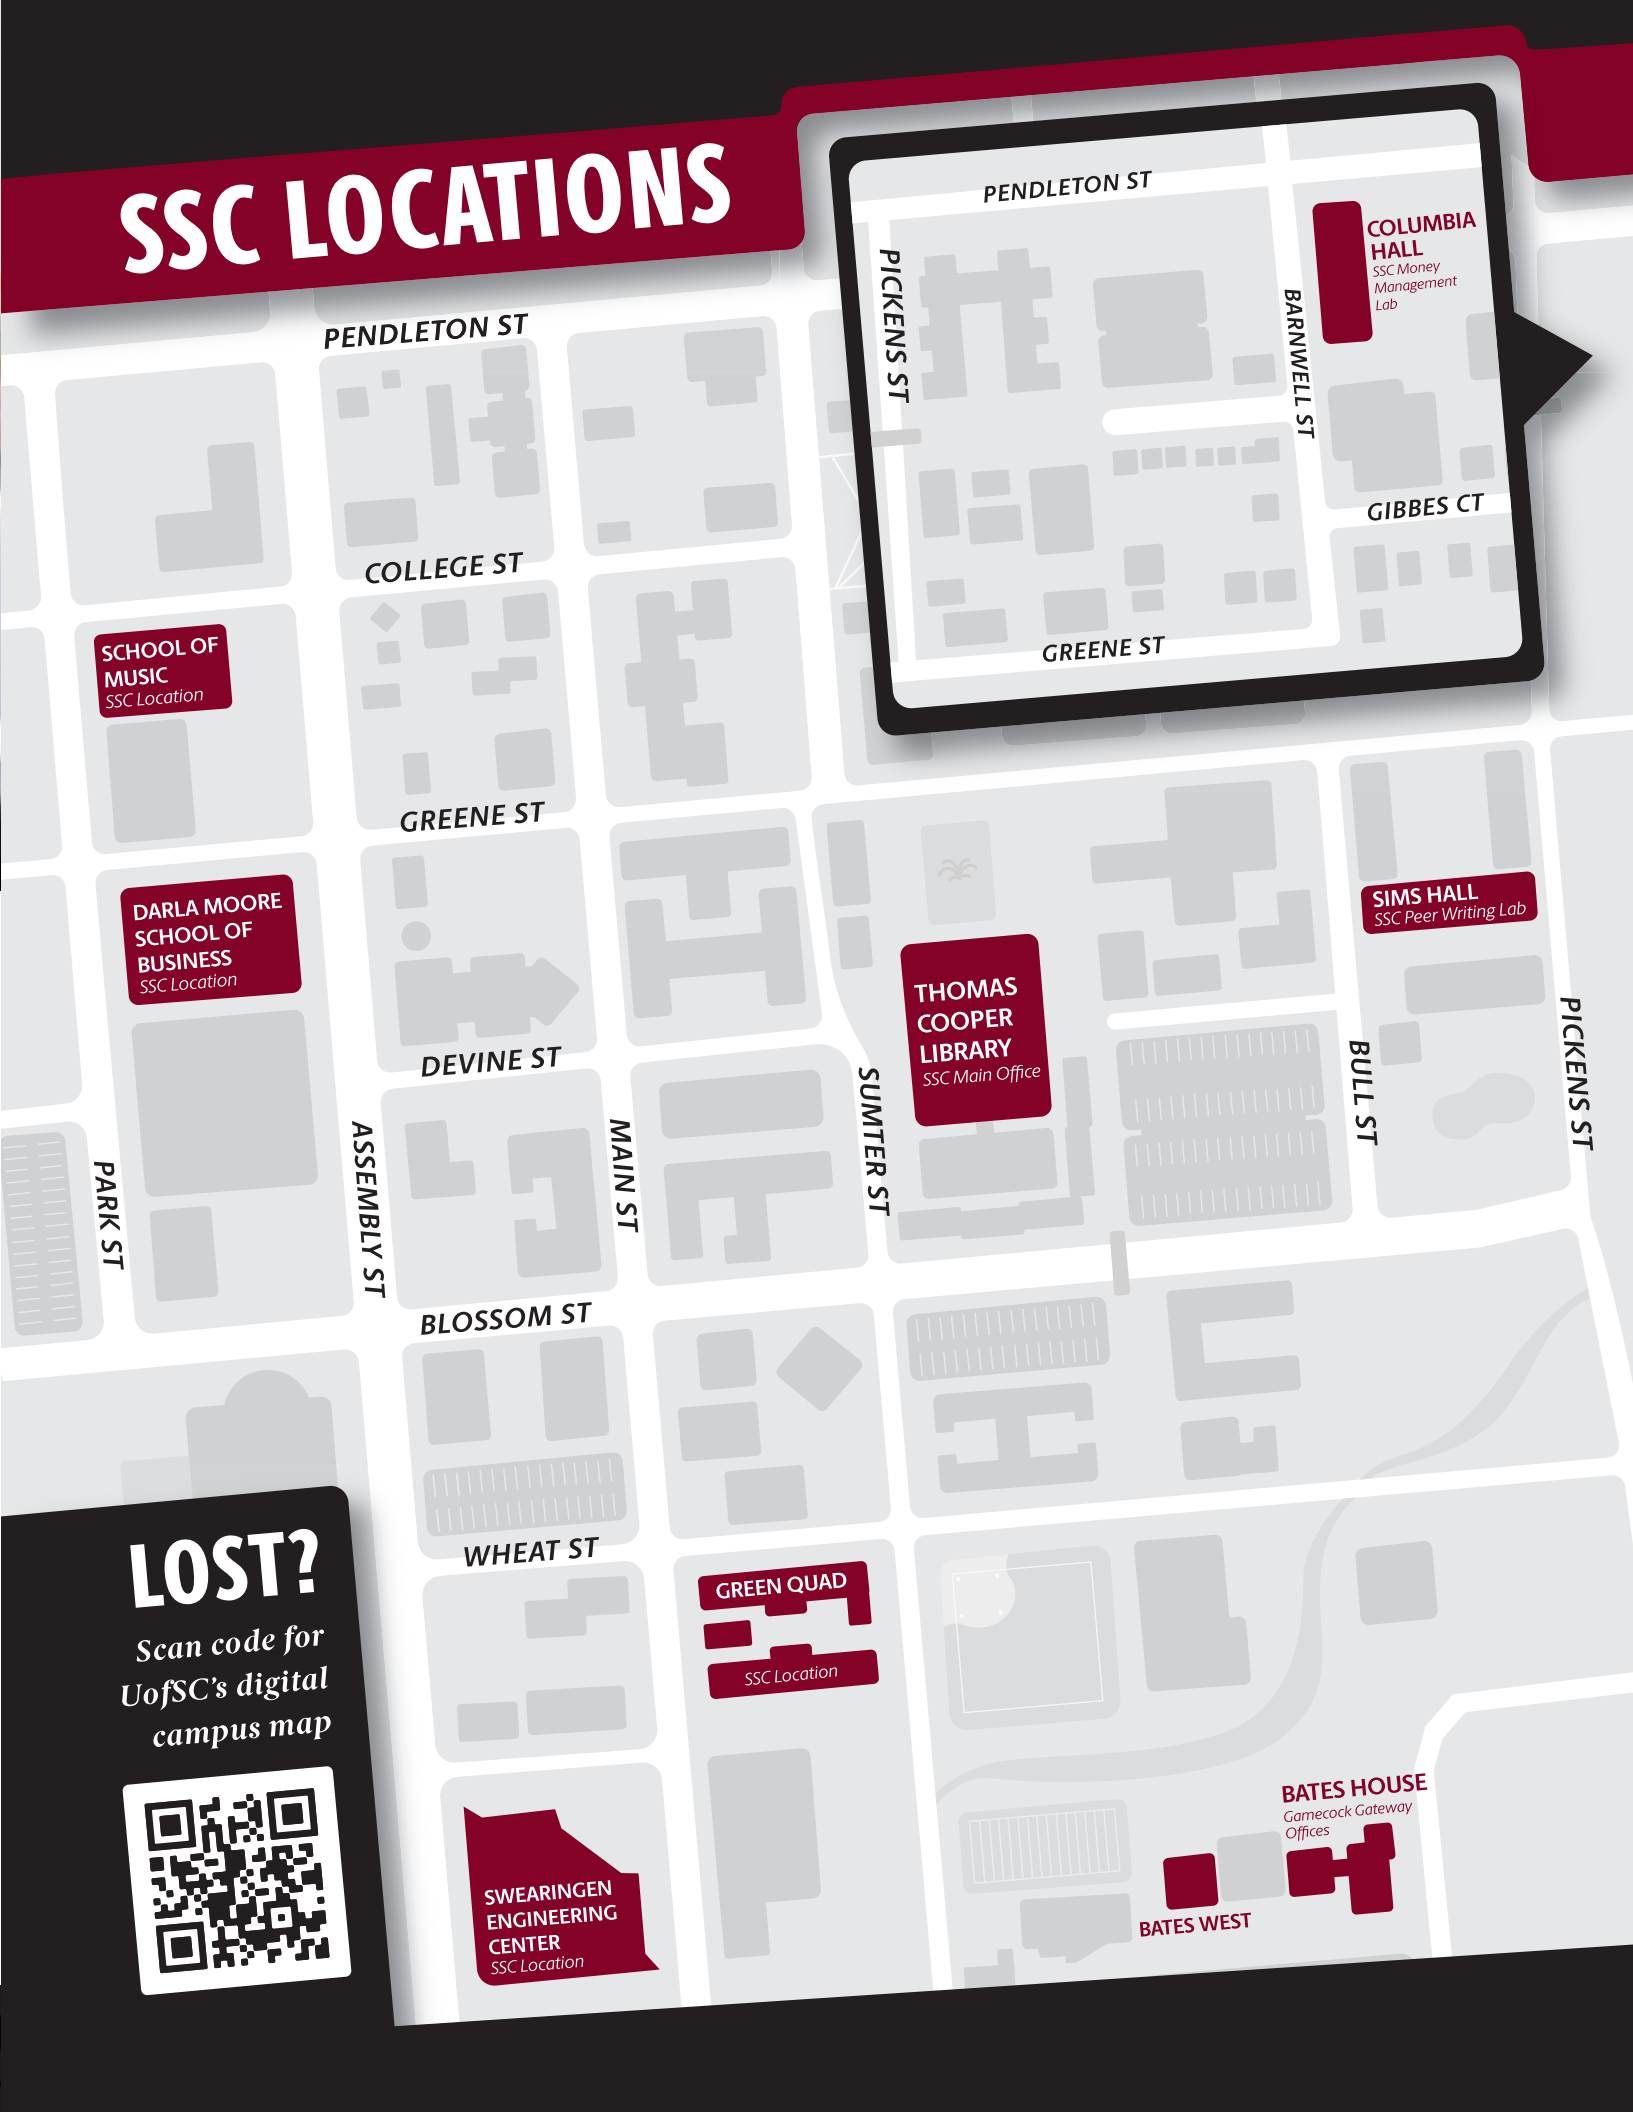 SSC LOCATIONS
PENDLETON ST
PICKENS ST
BARNWELL ST
COLUMBIA
HALL
SSC Money
Management
Lab
GIBBES CT
GREENE ST
PENDLETON ST
COLLEGE ST
SCHOOL OF
MUSIC
SSC Location
GREENE ST
DARLA MOORE
SCHOOL OF
BUSINESS
SSC Location
SIMS HALL
SSC Peer Writing Lab
THOMAS
COOPER
LIBRARY
SSC Main Office
DEVINE ST
PARK ST
ASSEMBLY ST
MAIN ST
SUMTER ST
BULL ST
PICKENS ST
BLOSSOM ST
WHEAT ST
LOST?
Scan code for
UofSC's digital
campus map
GREEN QUAD
SSC Location
SWEARINGEN
ENGINEERING
CENTER
SSC Location
BATES HOUSE
Gamecock Gateway
Offices
BATES WEST